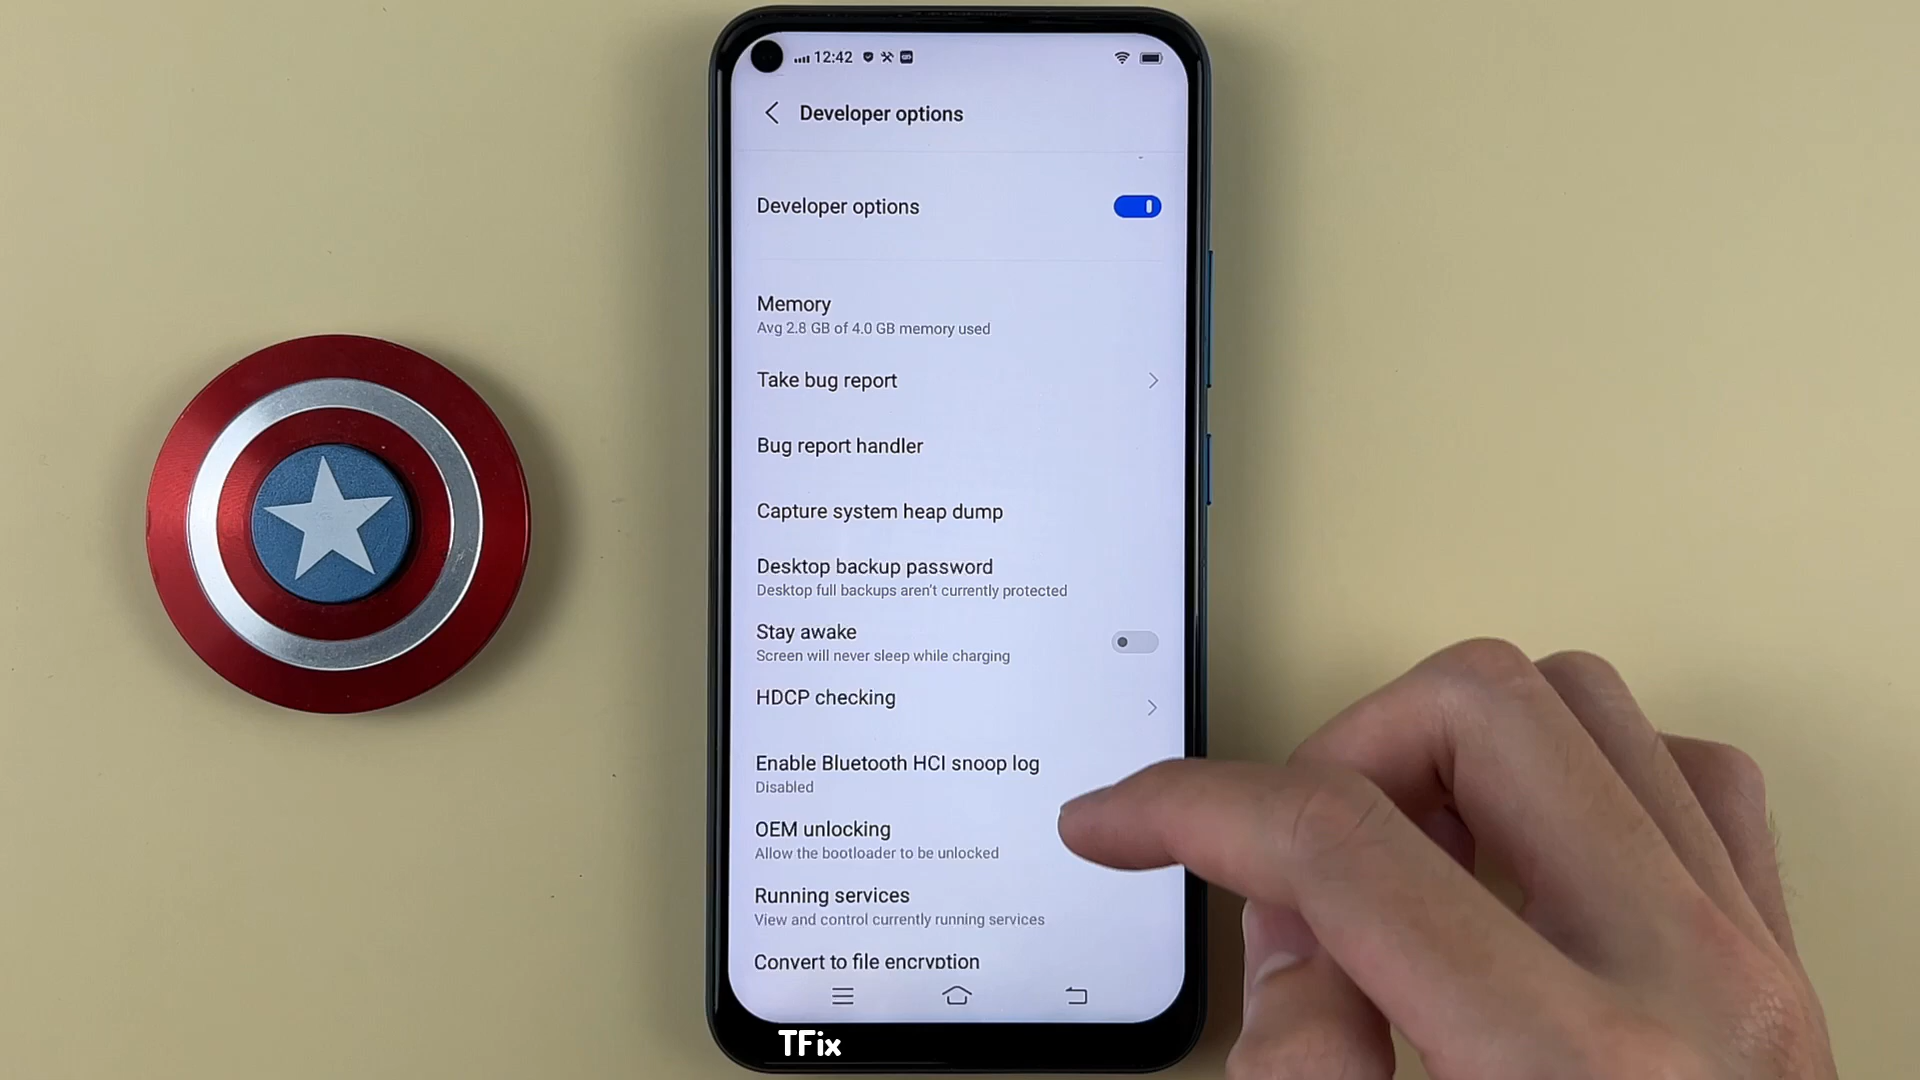 12:42
Developer options
Developer options
Memory
Avg 2.8 GB of 4.0 GB memory used
Take bug report
Bug report handler
Capture system heap dump
Desktop backup password
Desktop full backups aren't currently protected
Stay awake
Screen will never sleep while charging
HDCP checking
Enable Bluetooth HCI snoop log
Disabled
OEM unlocking
Allow the bootloader to be unlocked
Running services
View and control currently running services
Convert to file encryption
TFix